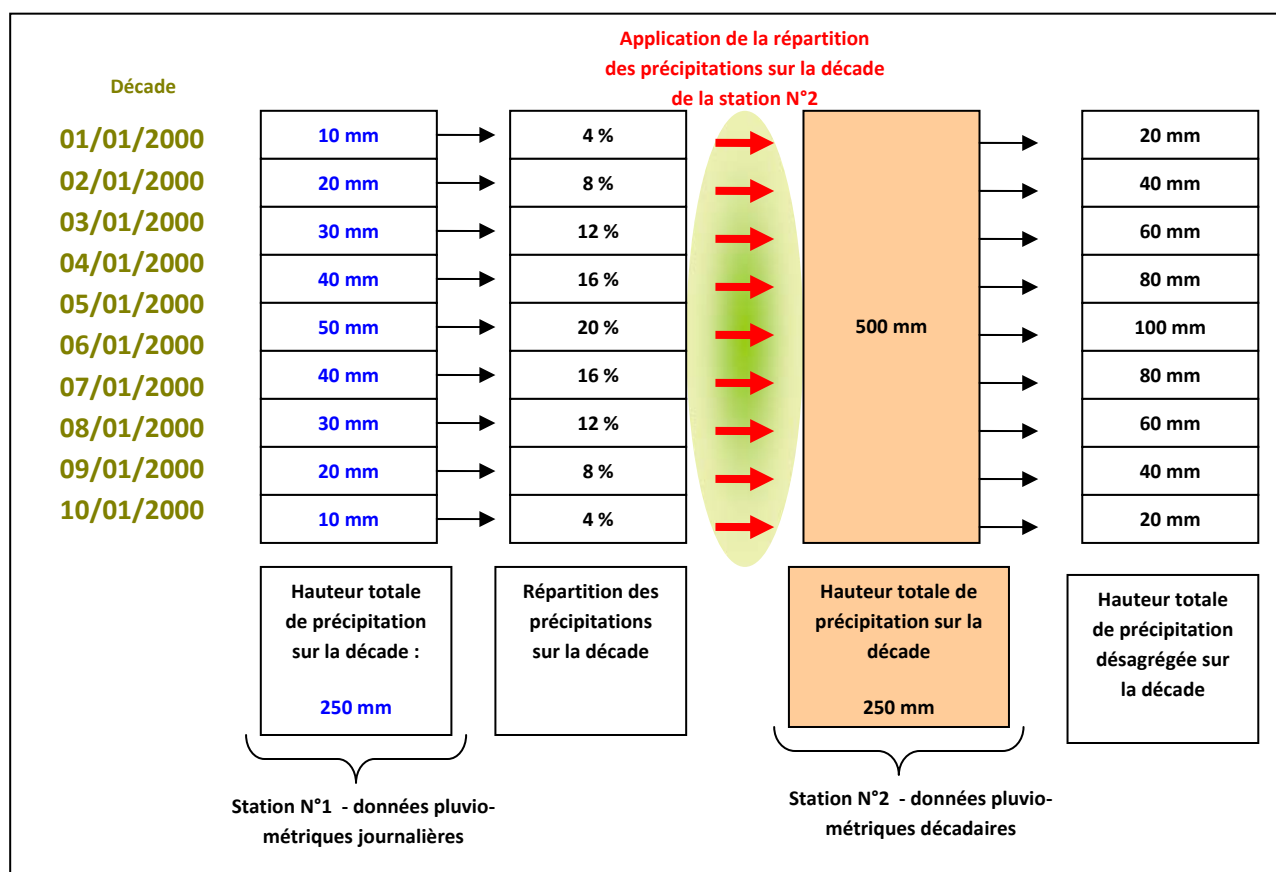 Application de la répartition
des précipitations sur la décade
de la station N°2
Décade
01/01/2000
02/01/2000
03/01/2000
04/01/2000
05/01/2000
06/01/2000
07/01/2000
08/01/2000
09/01/2000
10/01/2000
10 mm
20 mm
30 mm
40 mm
50 mm
40 mm
30 mm
20 mm
10 mm
4 %
8 %
12 %
16 %
20 %
16 %
12 %
8 %
4 %
500 mm
20 mm
40 mm
60 mm
80 mm
100 mm
80 mm
60 mm
40 mm
20 mm
Hauteur totale
de précipitation
sur la décade :
250 mm
Répartition des
précipitations
sur la décade
Hauteur totale de
précipitation sur la
décade
250 mm
Hauteur totale
de précipitation
désagrégée sur
la décade
Station N°1 - données pluvio-
métriques journalières
Station N°2 - données pluvio-
métriques décadaires